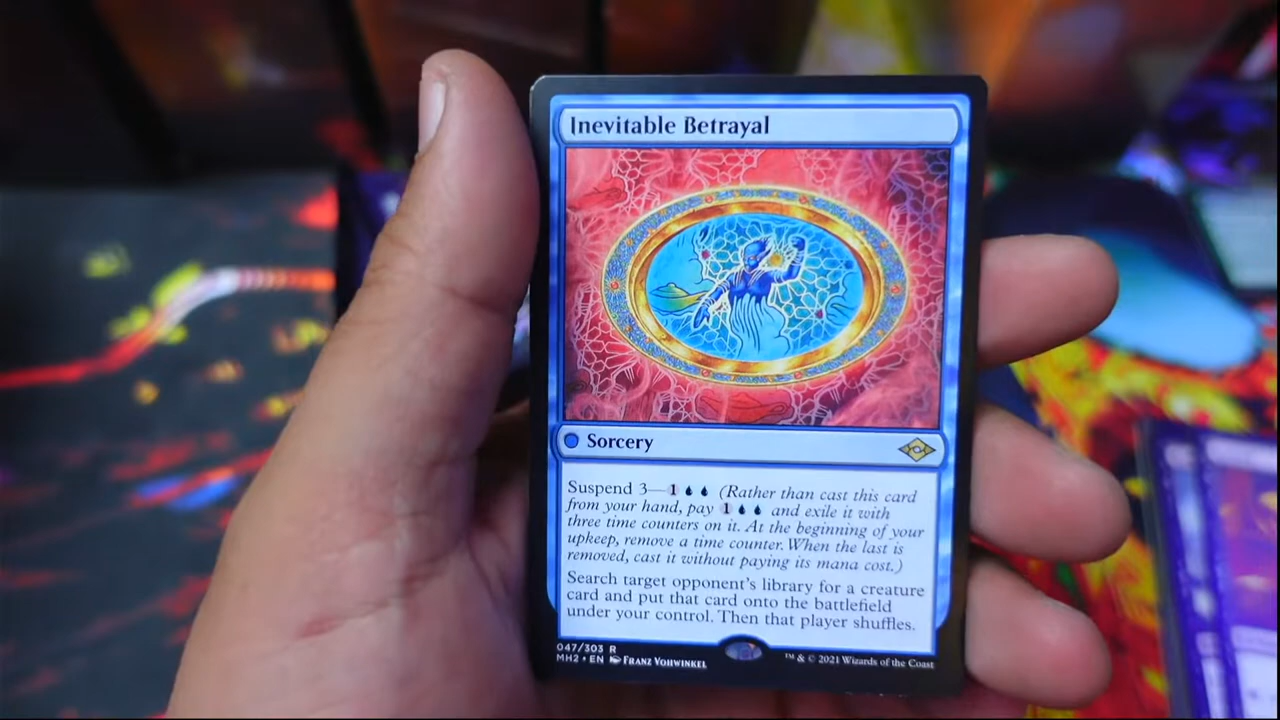 Inevitable Betrayal
Sorcery
Suspend 3—1 (Rather than cast this card
from your hand, pay 1 and exile it with
three time counters on it. At the beginning of your
upkeep, remove a time counter. When the last is
removed, cast it without paying its mana cost.)
Search target opponent's library for a creature
card and put that card onto the battlefield
under your control. Then that player shuffles.
047/303 R
MH2 • EN Franz Vohwinkel
™ & © 2021 Wizards of the Coast